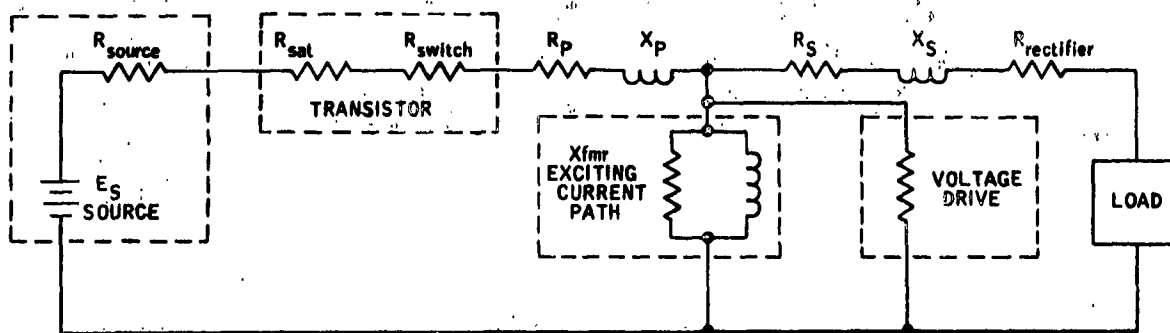 R_source
R_sat
R_switch
R_P
X_P
R_S
X_S
R_rectifier
TRANSISTOR
E_S
SOURCE
Xfmr
EXCITING
CURRENT
PATH
VOLTAGE
DRIVE
LOAD